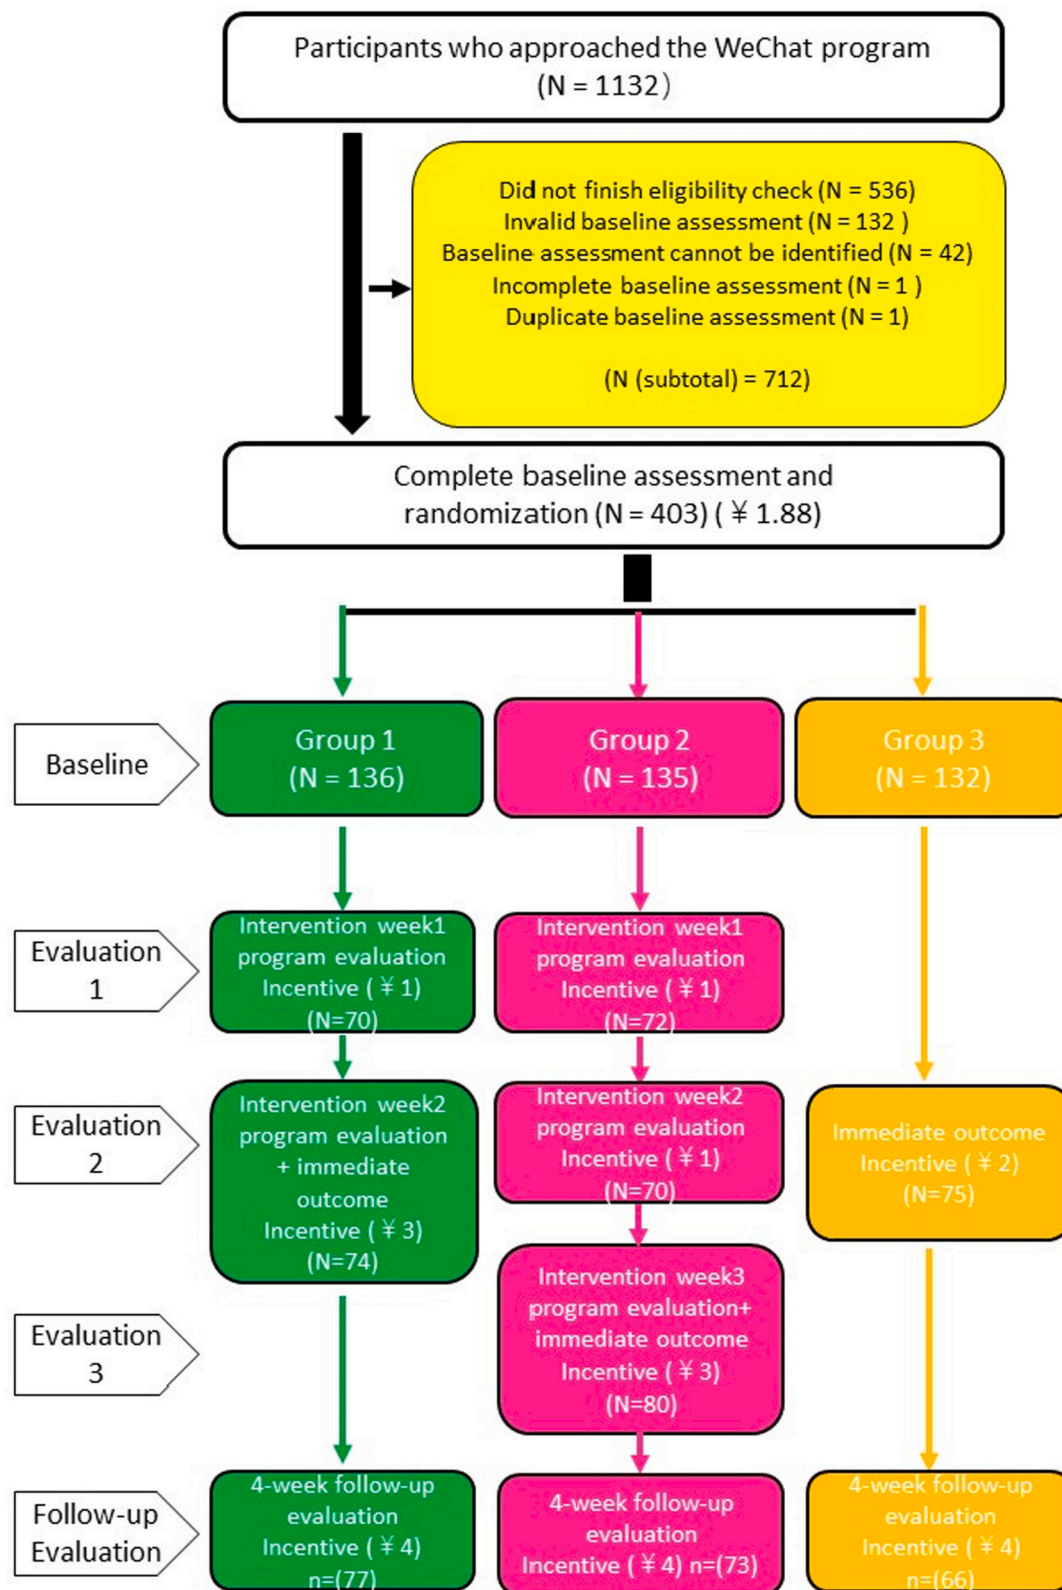 Participants who approached the WeChat program
(N = 1132)
Did not finish eligibility check (N = 536)
Invalid baseline assessment (N = 132 )
Baseline assessment cannot be identified (N = 42)
Incomplete baseline assessment (N = 1 )
Duplicate baseline assessment (N = 1)
(N (subtotal) = 712)
Complete baseline assessment and
randomization (N = 403) (¥ 1.88)
Baseline
Group 1
(N = 136)
Group 2
(N = 135)
Group 3
(N = 132)
Evaluation
1
Intervention week1
program evaluation
Incentive (¥ 1)
(N=70)
Intervention week1
program evaluation
Incentive (¥ 1)
(N=72)
Evaluation
2
Intervention week2
program evaluation
+ immediate
outcome
Incentive (¥ 3)
(N=74)
Intervention week2
program evaluation
Incentive (¥ 1)
(N=70)
Immediate outcome
Incentive (¥ 2)
(N=75)
Evaluation
3
Intervention week3
program evaluation+
immediate outcome
Incentive (¥ 3)
(N=80)
Follow-up
Evaluation
4-week follow-up
evaluation
Incentive (¥ 4)
n=(77)
4-week follow-up
evaluation
Incentive (¥ 4) n=(73)
4-week follow-up
evaluation
Incentive (¥ 4)
n=(66)